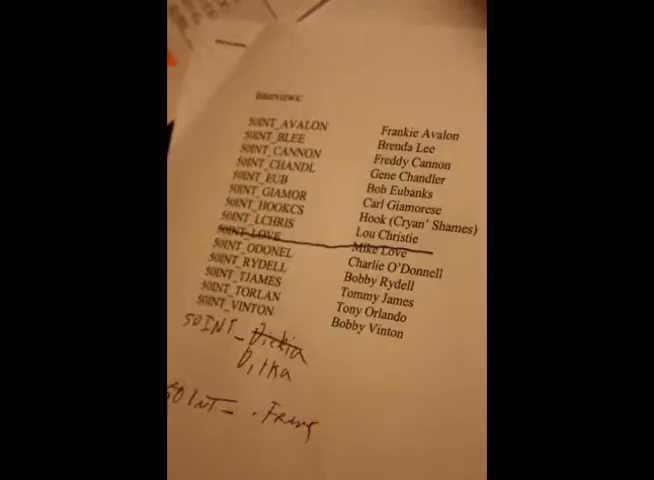 Interviews:
50INT_AVALON Frankie Avalon
50INT_BLEE Brenda Lee
50INT_CANNON Freddy Cannon
50INT_CHANDL Gene Chandler
50INT_EUB Bob Eubanks
50INT_GIAMOR Carl Giamorese
50INT_HOOKCS Hook (Cryan' Shames)
50INT_LCHRIS Lou Christie
50INT_LOVE Mike Love
50INT_ODONEL Charlie O'Donnell
50INT_RYDELL Bobby Rydell
50INT_TJAMES Tommy James
50INT_TORLAN Tony Orlando
50INT_VINTON Bobby Vinton
50INT_
Ditka
50INT_